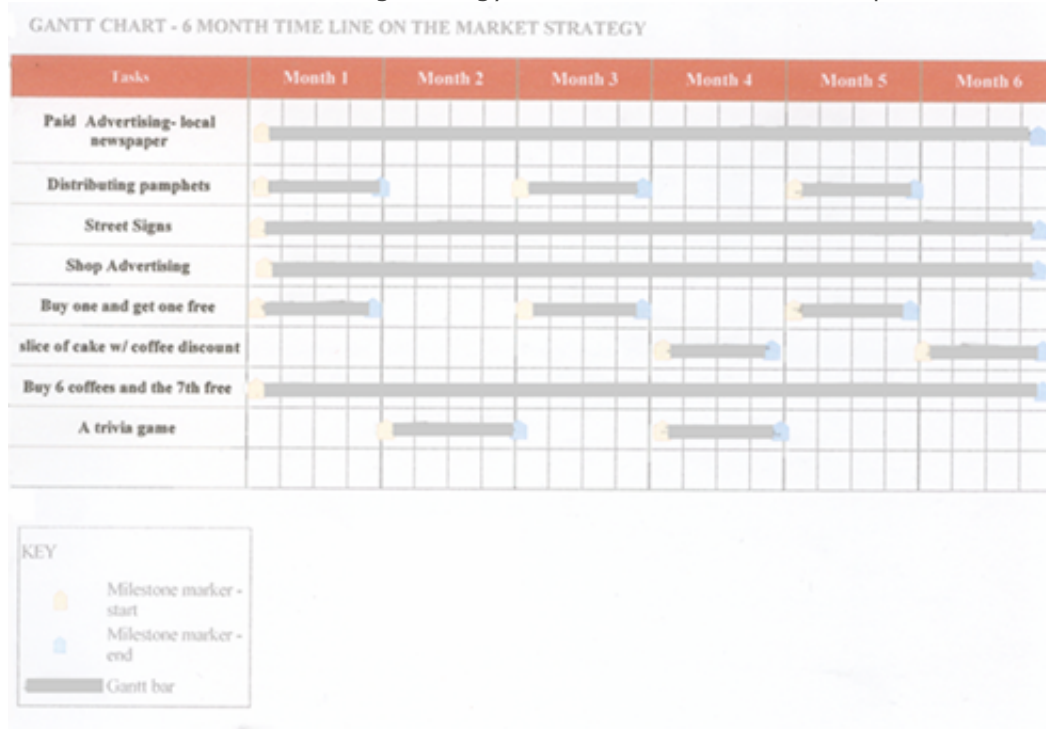 GANTT CHART - 6 MONTH TIME LINE ON THE MARKET STRATEGY
Tasks Month 1 Month 2 Month 3 Month 4 Month 5 Month 6
Paid Advertising- local
newspaper
Distributing pamphets
Street Signs
Shop Advertising
Buy one and get one free
slice of cake w/ coffee discount
Buy 6 coffees and the 7th free
A trivia game
KEY
Milestone marker -
start
Milestone marker -
end
Gantt bar